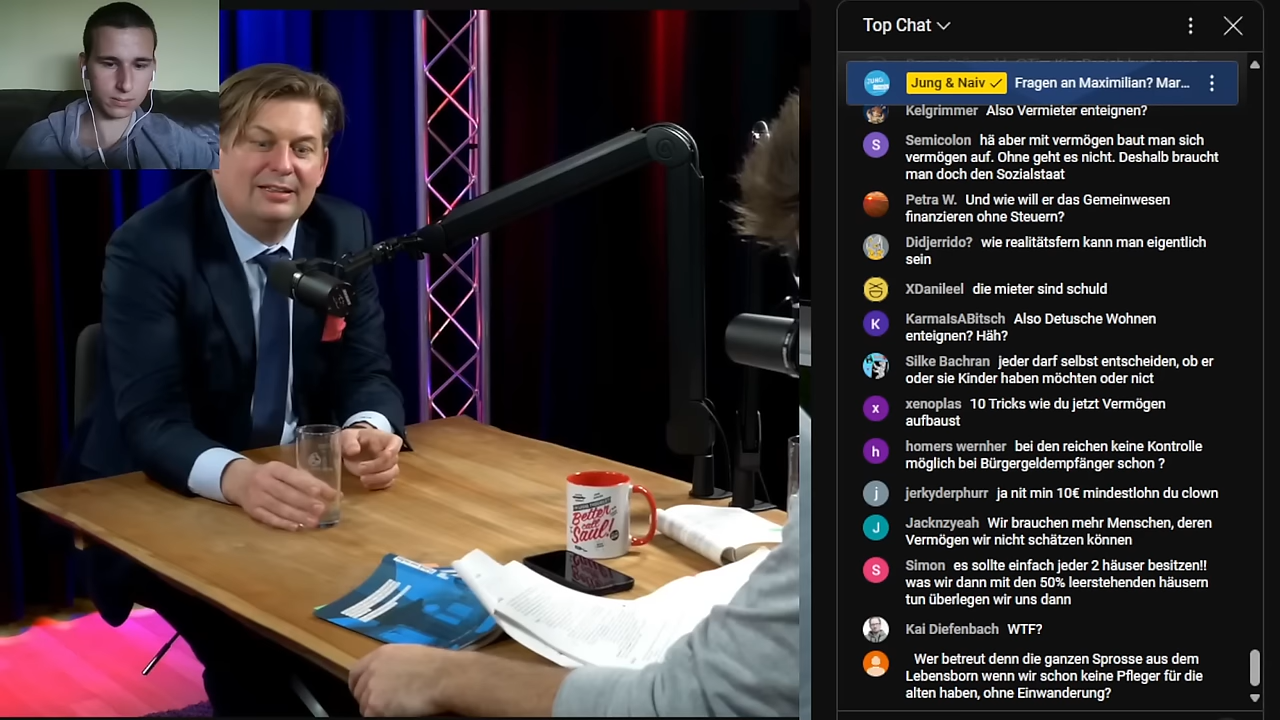 Top Chat
Jung & Naiv Fragen an Maximilian? Mar...
Kelgrimmer Also Vermieter enteignen?
S
Semicolon hä aber mit vermögen baut man sich
vermögen auf. Ohne geht es nicht. Deshalb braucht
man doch den Sozialstaat
Petra W. Und wie will er das Gemeinwesen
finanzieren ohne Steuern?
Didjerrido? wie realitätsfern kann man eigentlich
sein
XDanileel die mieter sind schuld
K
KarmaIsABitsch Also Detusche Wohnen
enteignen? Häh?
Silke Bachran jeder darf selbst entscheiden, ob er
oder sie Kinder haben möchten oder nict
x
xenoplas 10 Tricks wie du jetzt Vermögen
aufbaust
h
homers wernher bei den reichen keine Kontrolle
möglich bei Bürgergeldempfänger schon ?
j
jerkyderphurr ja nit min 10€ mindestlohn du clown
J
Jacknzyeah Wir brauchen mehr Menschen, deren
Vermögen wir nicht schätzen können
S
Simon es sollte einfach jeder 2 häuser besitzen!!
was wir dann mit den 50% leerstehenden häusern
tun überlegen wir uns dann
Kai Diefenbach WTF?
Wer betreut denn die ganzen Sprosse aus dem
Lebensborn wenn wir schon keine Pfleger für die
alten haben, ohne Einwanderung?
Better
call
Saul!